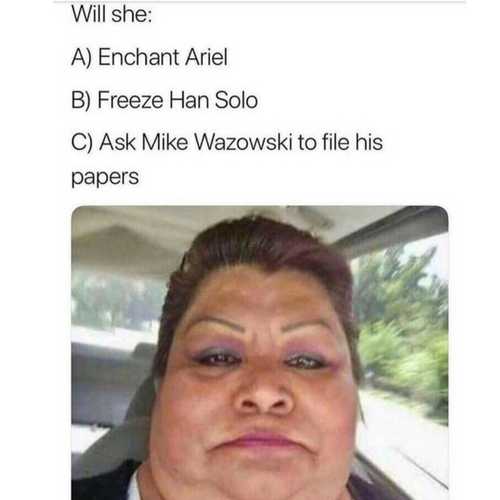 Will she:
A) Enchant Ariel
B) Freeze Han Solo
C) Ask Mike Wazowski to file his
papers